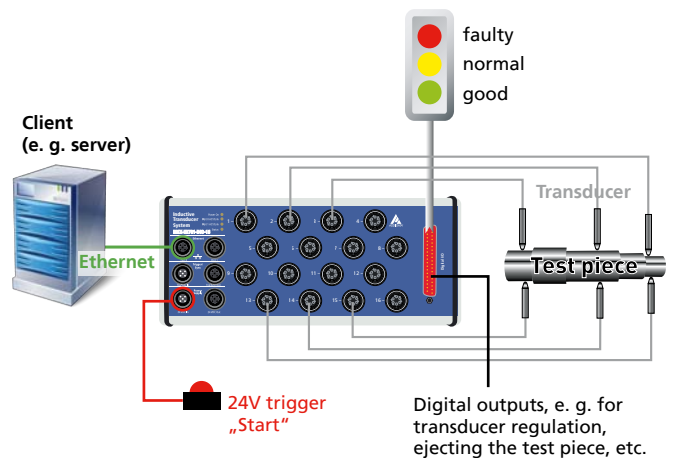 faulty
normal
good
Client
(e. g. server)
Ethernet
Inductive
Transducer
System
1
2
3
4
5
6
7
8
9
10
11
12
13
14
15
16
Transducer
Test piece
24V trigger
„Start“
Digital outputs, e. g. for
transducer regulation,
ejecting the test piece, etc.